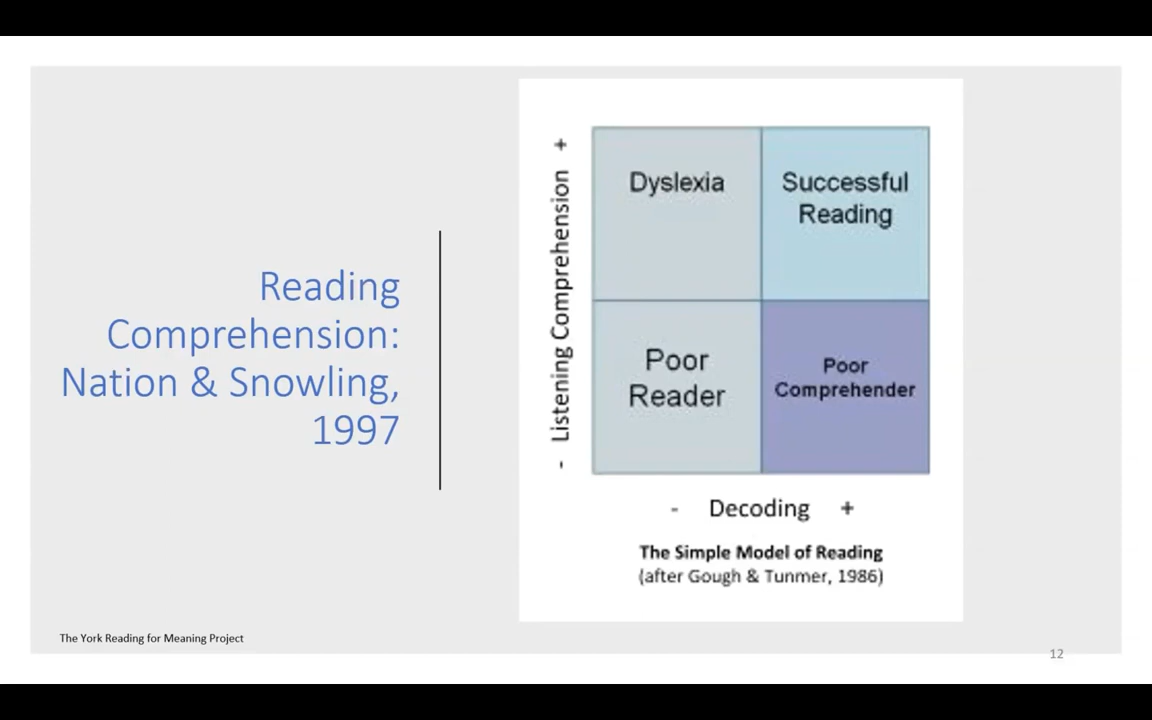 Reading
Comprehension:
Nation & Snowling,
1997
- Listening Comprehension +
Dyslexia
Successful
Reading
Poor
Reader
Poor
Comprehender
- Decoding +
The Simple Model of Reading
(after Gough & Tunmer, 1986)
The York Reading for Meaning Project
12